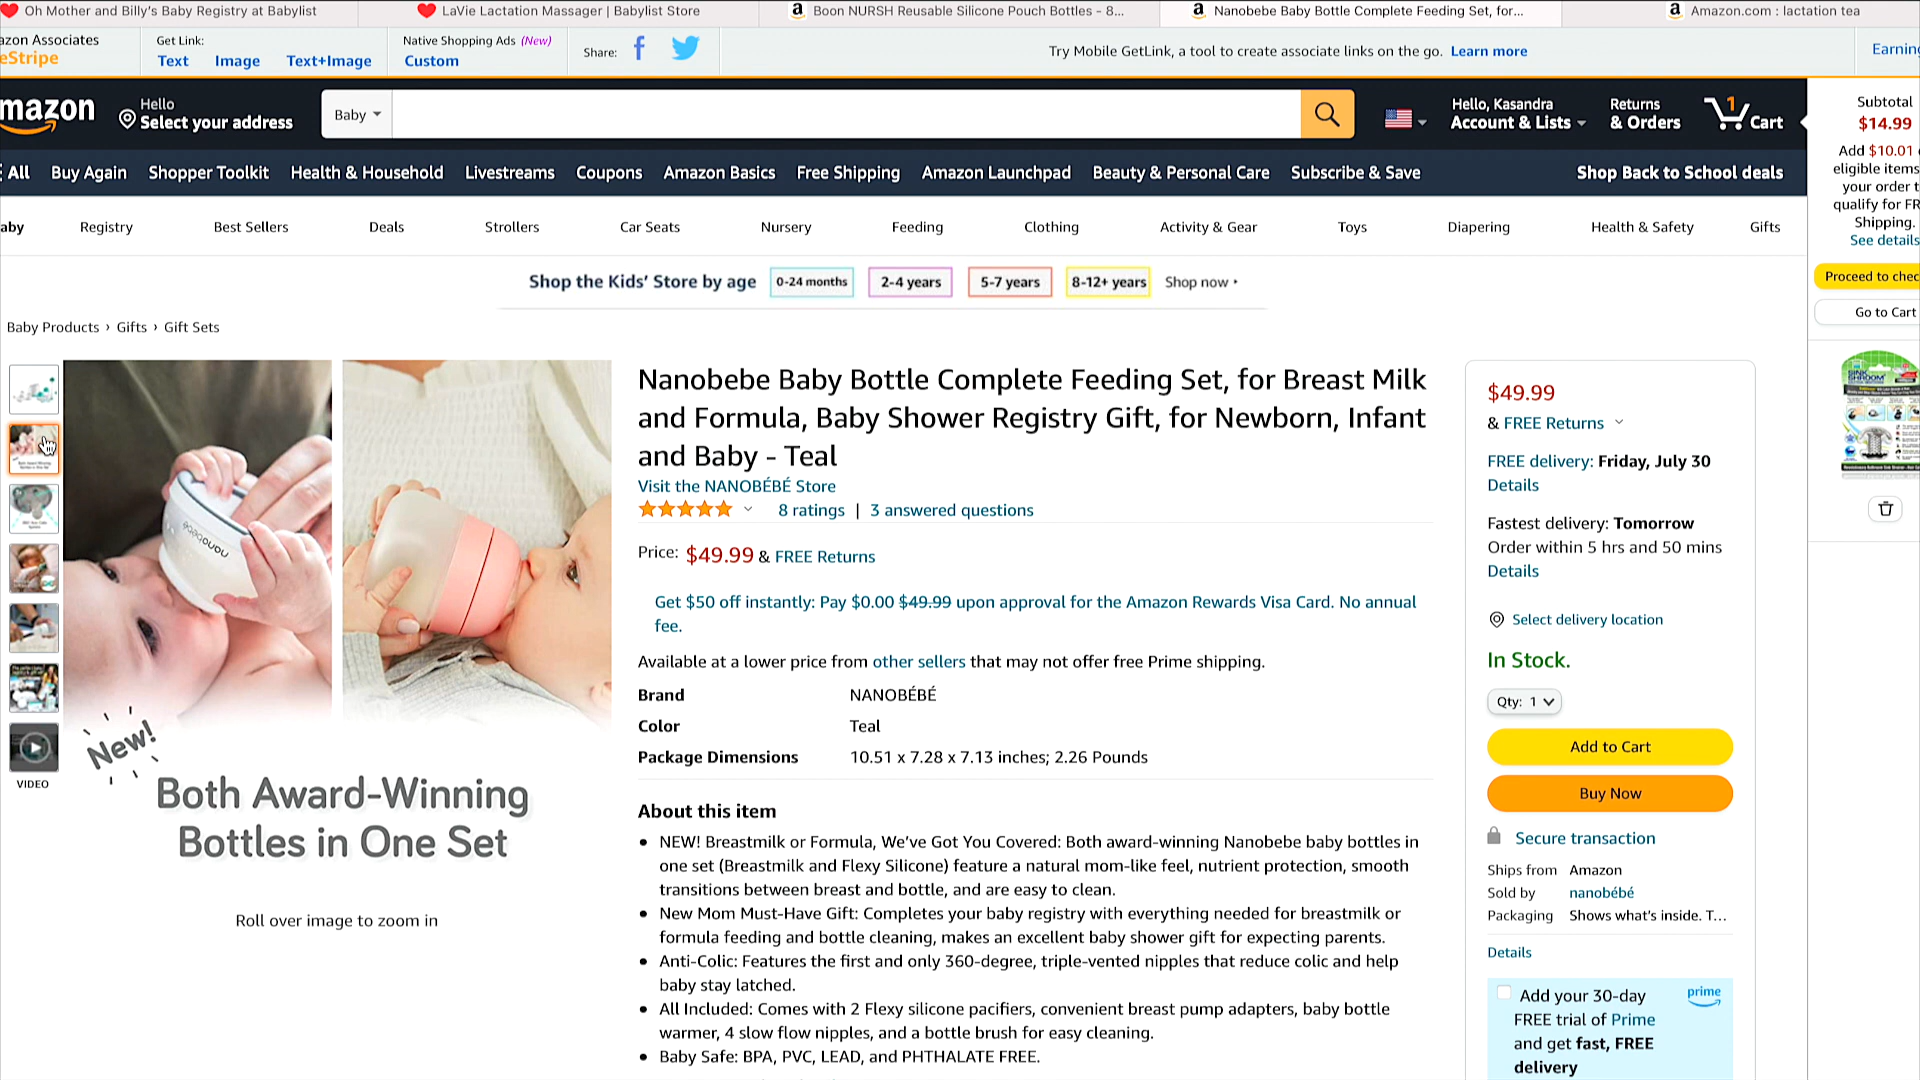 Oh Mother and Billy's Baby Registry at Babylist
LaVie Lactation Massager | Babylist Store
Boon NURSH Reusable Silicone Pouch Bottles - 8...
Nanobebe Baby Bottle Complete Feeding Set, for...
Amazon.com : lactation tea
azon Associates
eStripe
Get Link:
Text Image Text+Image
Native Shopping Ads (New)
Custom
Share:
Try Mobile GetLink, a tool to create associate links on the go. Learn more
Earning
mazon
Hello
Select your address
Baby
Hello, Kasandra
Account & Lists
Returns
& Orders
1
Cart
Subtotal
$14.99
Add $10.01
eligible items
your order t
qualify for FR
Shipping.
See details
Proceed to chec
Go to Cart
All Buy Again Shopper Toolkit Health & Household Livestreams Coupons Amazon Basics Free Shipping Amazon Launchpad Beauty & Personal Care Subscribe & Save
Shop Back to School deals
aby Registry Best Sellers Deals Strollers Car Seats Nursery Feeding Clothing Activity & Gear Toys Diapering Health & Safety Gifts
Shop the Kids' Store by age 0-24 months 2-4 years 5-7 years 8-12+ years Shop now
Baby Products › Gifts › Gift Sets
VIDEO
nanobebe
New!
Both Award-Winning
Bottles in One Set
Roll over image to zoom in
Nanobebe Baby Bottle Complete Feeding Set, for Breast Milk
and Formula, Baby Shower Registry Gift, for Newborn, Infant
and Baby - Teal
Visit the NANOBÉBÉ Store
8 ratings | 3 answered questions
Price: $49.99 & FREE Returns
Get $50 off instantly: Pay $0.00 $49.99 upon approval for the Amazon Rewards Visa Card. No annual
fee.
Available at a lower price from other sellers that may not offer free Prime shipping.
Brand NANOBÉBÉ
Color Teal
Package Dimensions 10.51 x 7.28 x 7.13 inches; 2.26 Pounds
About this item
• NEW! Breastmilk or Formula, We've Got You Covered: Both award-winning Nanobebe baby bottles in
one set (Breastmilk and Flexy Silicone) feature a natural mom-like feel, nutrient protection, smooth
transitions between breast and bottle, and are easy to clean.
• New Mom Must-Have Gift: Completes your baby registry with everything needed for breastmilk or
formula feeding and bottle cleaning, makes an excellent baby shower gift for expecting parents.
• Anti-Colic: Features the first and only 360-degree, triple-vented nipples that reduce colic and help
baby stay latched.
• All Included: Comes with 2 Flexy silicone pacifiers, convenient breast pump adapters, baby bottle
warmer, 4 slow flow nipples, and a bottle brush for easy cleaning.
• Baby Safe: BPA, PVC, LEAD, and PHTHALATE FREE.
$49.99
& FREE Returns
FREE delivery: Friday, July 30
Details
Fastest delivery: Tomorrow
Order within 5 hrs and 50 mins
Details
Select delivery location
In Stock.
Qty: 1
Add to Cart
Buy Now
Secure transaction
Ships from Amazon
Sold by nanobébé
Packaging Shows what's inside. T...
Details
Add your 30-day
FREE trial of Prime
and get fast, FREE
delivery
prime
SINK
SHROOM